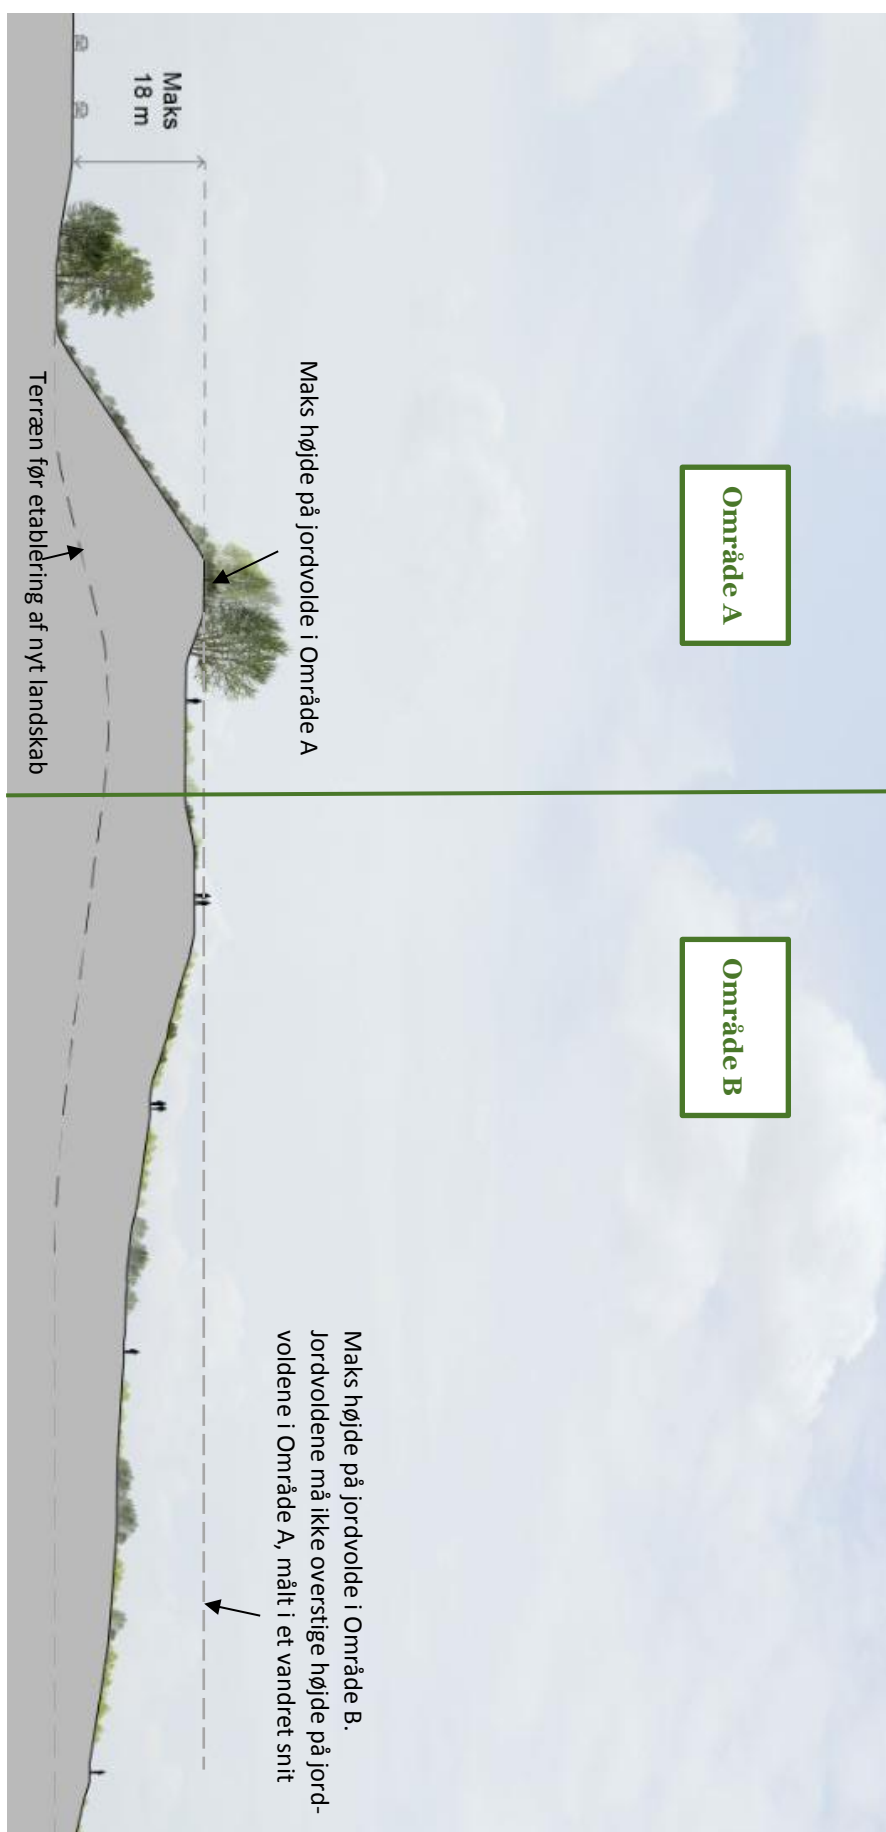 Område A
Område B
Maks
18 m
Maks højde på jordvolde i Område A
Terræn før etablering af nyt landskab
Maks højde på jordvolde i Område B.
Jordvoldene må ikke overstige højde på jord-
voldene i Område A, målt i et vandret snit